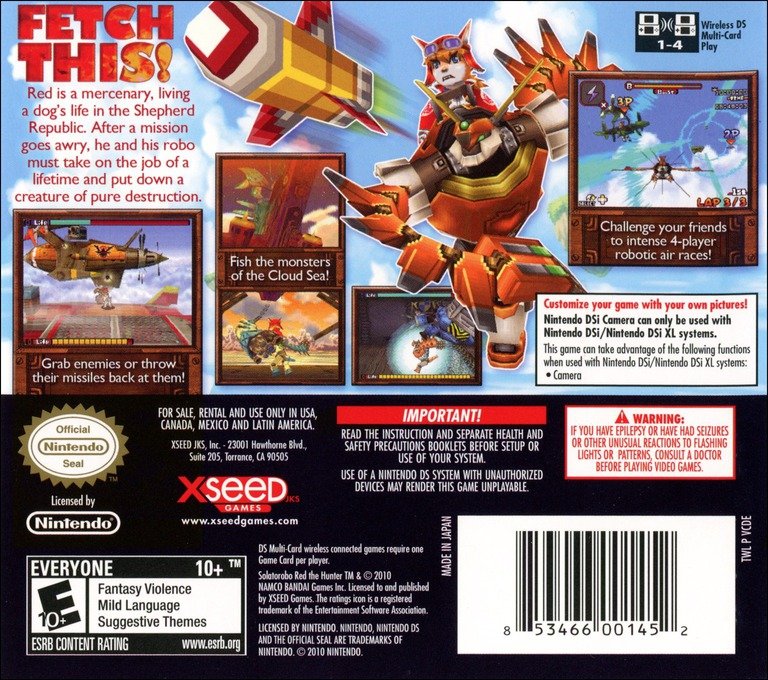 FETCH
THIS!
Red is a mercenary, living
a dog's life in the Shepherd
Republic. After a mission
goes awry, he and his robo
must take on the job of a
lifetime and put down a
creature of pure destruction.
Wireless DS
Multi-Card
Play
1-4
3P
2P
1st
LAP 3/3
Challenge your friends
to intense 4-player
robotic air races!
Life
Life
Grab enemies or throw
their missiles back at them!
Fish the monsters
of the Cloud Sea!
Life
Life
Customize your game with your own pictures!
Nintendo DSi Camera can only be used with
Nintendo DSi/Nintendo DSi XL systems.
This game can take advantage of the following functions
when used with Nintendo DSi/Nintendo DSi XL systems:
• Camera
Official
Nintendo
Seal
TM
Licensed by
Nintendo®
FOR SALE, RENTAL AND USE ONLY IN USA,
CANADA, MEXICO AND LATIN AMERICA.
XSEED JKS, Inc. - 23001 Hawthorne Blvd.,
Suite 205, Torrance, CA 90505
XSEED JKS
GAMES
www.xseedgames.com
IMPORTANT!
READ THE INSTRUCTION AND SEPARATE HEALTH AND
SAFETY PRECAUTIONS BOOKLETS BEFORE SETUP OR
USE OF YOUR SYSTEM.
USE OF A NINTENDO DS SYSTEM WITH UNAUTHORIZED
DEVICES MAY RENDER THIS GAME UNPLAYABLE.
WARNING:
IF YOU HAVE EPILEPSY OR HAVE HAD SEIZURES
OR OTHER UNUSUAL REACTIONS TO FLASHING
LIGHTS OR PATTERNS, CONSULT A DOCTOR
BEFORE PLAYING VIDEO GAMES.
EVERYONE 10+ ™
E
10+
Fantasy Violence
Mild Language
Suggestive Themes
ESRB CONTENT RATING www.esrb.org
DS Multi-Card wireless connected games require one
Game Card per player.
Solatorobo Red the Hunter TM & © 2010
NAMCO BANDAI Games Inc. Licensed to and published
by XSEED Games. The ratings icon is a registered
trademark of the Entertainment Software Association.
LICENSED BY NINTENDO. NINTENDO, NINTENDO DS
AND THE OFFICIAL SEAL ARE TRADEMARKS OF
NINTENDO. © 2010 NINTENDO.
MADE IN JAPAN
TWL P VCDE
8 53466 00145 2